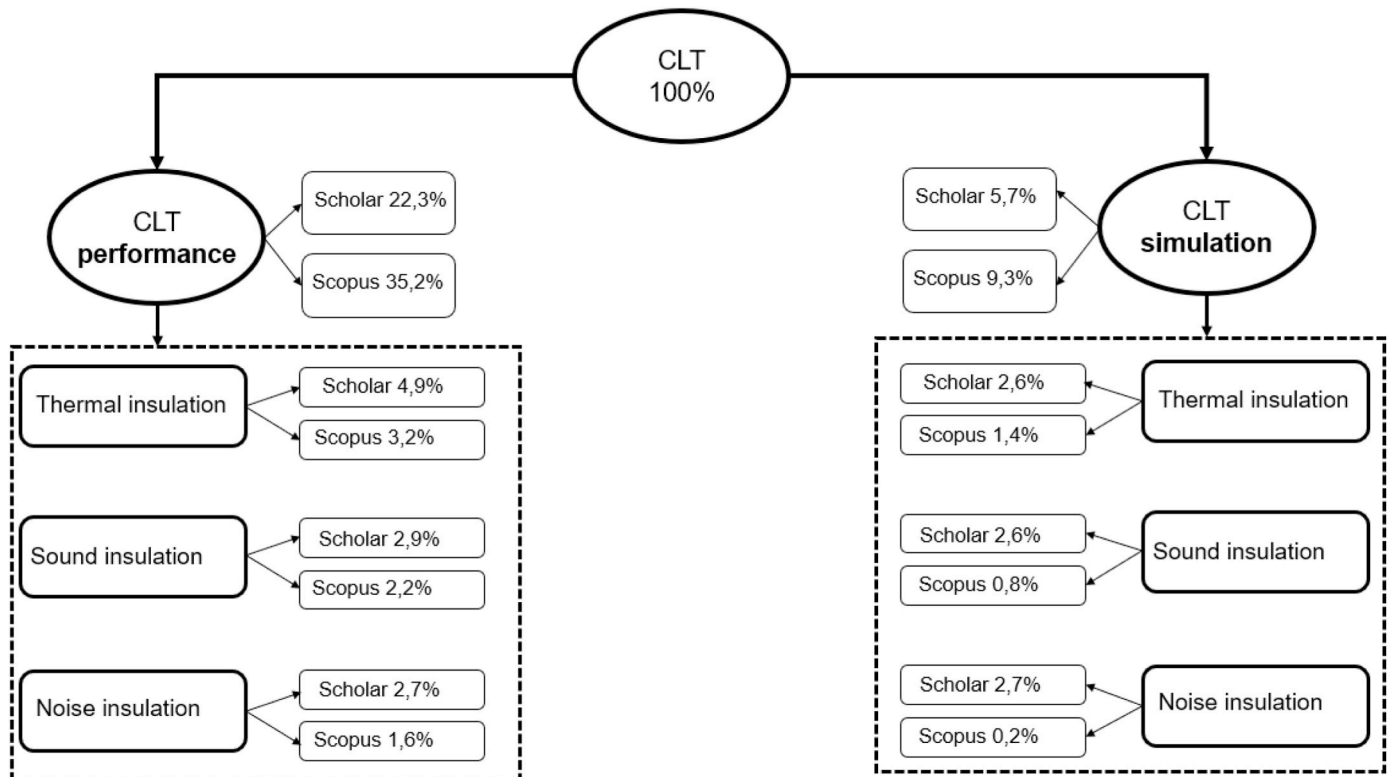 CLT
100%
CLT
performance
Scholar 22,3%
Scopus 35,2%
Thermal insulation
Scholar 4,9%
Scopus 3,2%
Sound insulation
Scholar 2,9%
Scopus 2,2%
Noise insulation
Scholar 2,7%
Scopus 1,6%
CLT
simulation
Scholar 5,7%
Scopus 9,3%
Scholar 2,6%
Scopus 1,4%
Thermal insulation
Scholar 2,6%
Scopus 0,8%
Sound insulation
Scholar 2,7%
Scopus 0,2%
Noise insulation